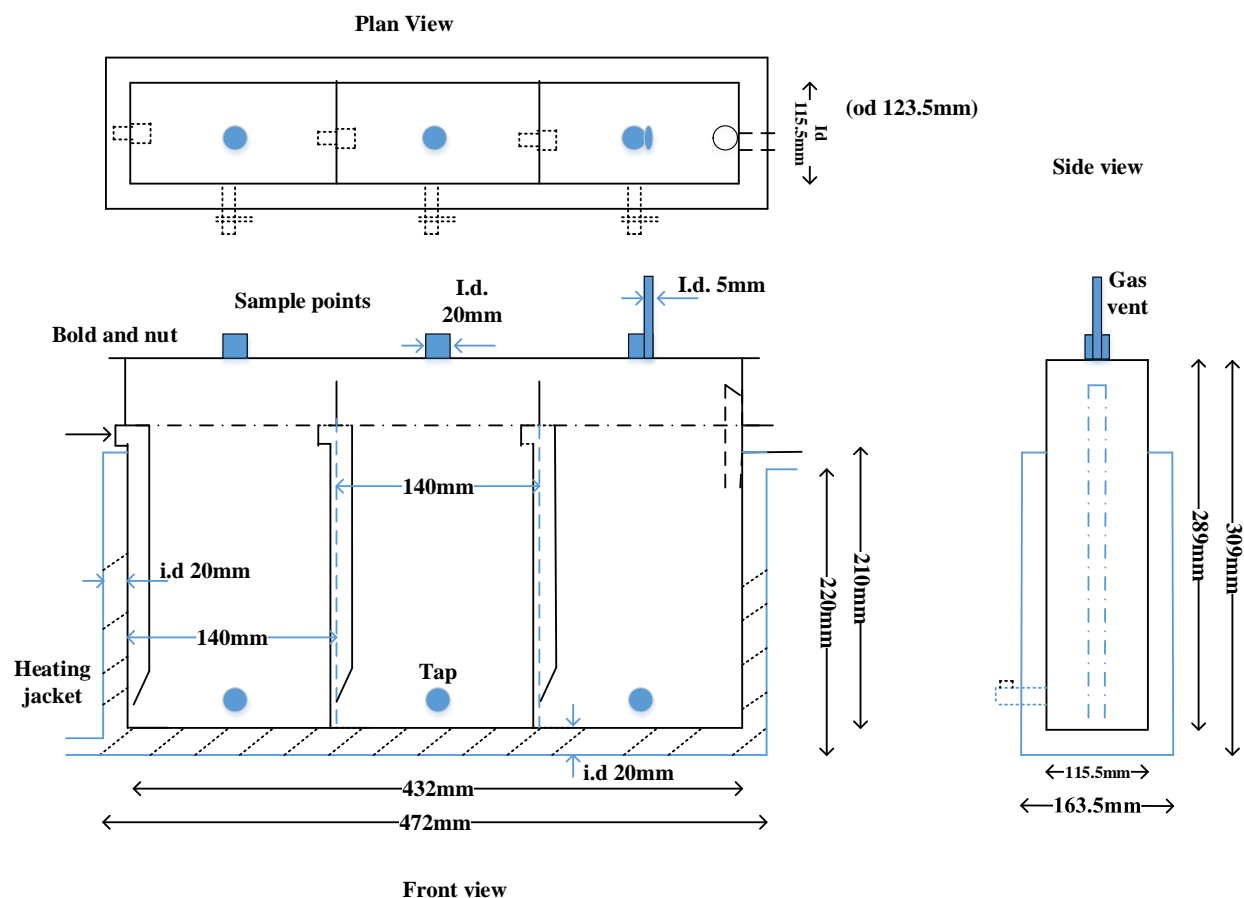 Plan View
Id
115.5mm
(od 123.5mm)
Side view
Sample points
I.d.
20mm
I.d. 5mm
Gas
vent
Bold and nut
140mm
i.d 20mm
140mm
Heating
jacket
Tap
i.d 20mm
432mm
472mm
220mm
210mm
289mm
309mm
115.5mm
163.5mm
Front view